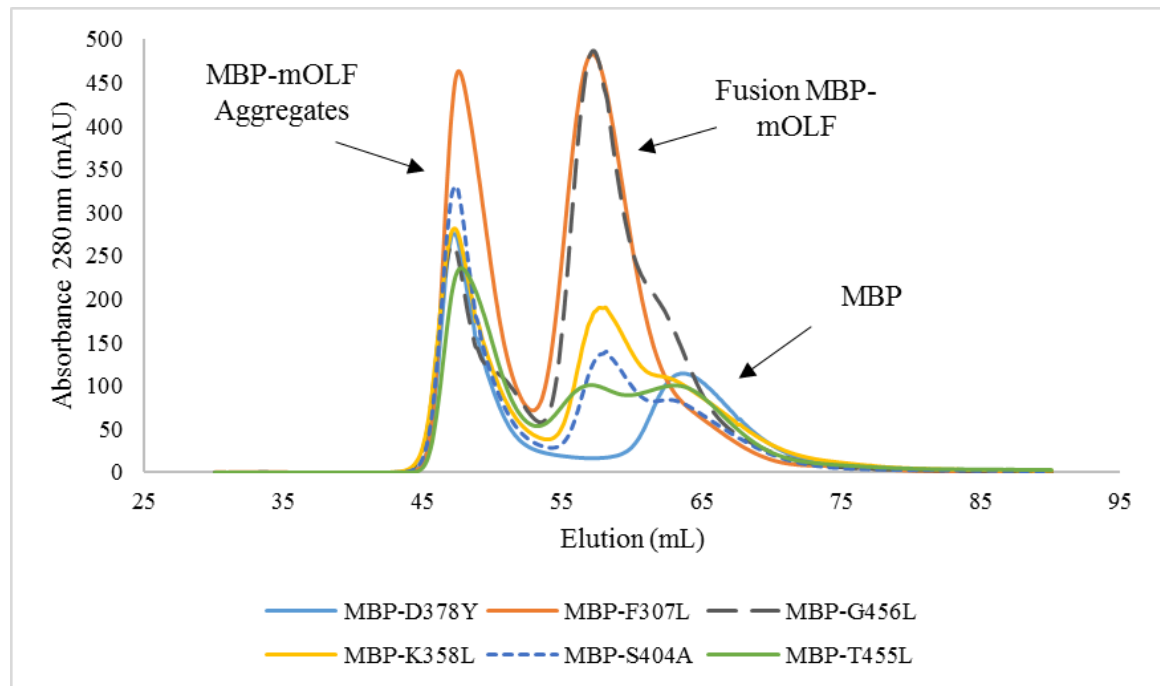 500
450
400
350
300
250
200
150
100
50
0
Absorbance 280 nm (mAU)
MBP-mOLF
Aggregates
Fusion MBP-
mOLF
MBP
25 35 45 55 65 75 85 95
Elution (mL)
MBP-D378Y MBP-F307L MBP-G456L
MBP-K358L MBP-S404A MBP-T455L